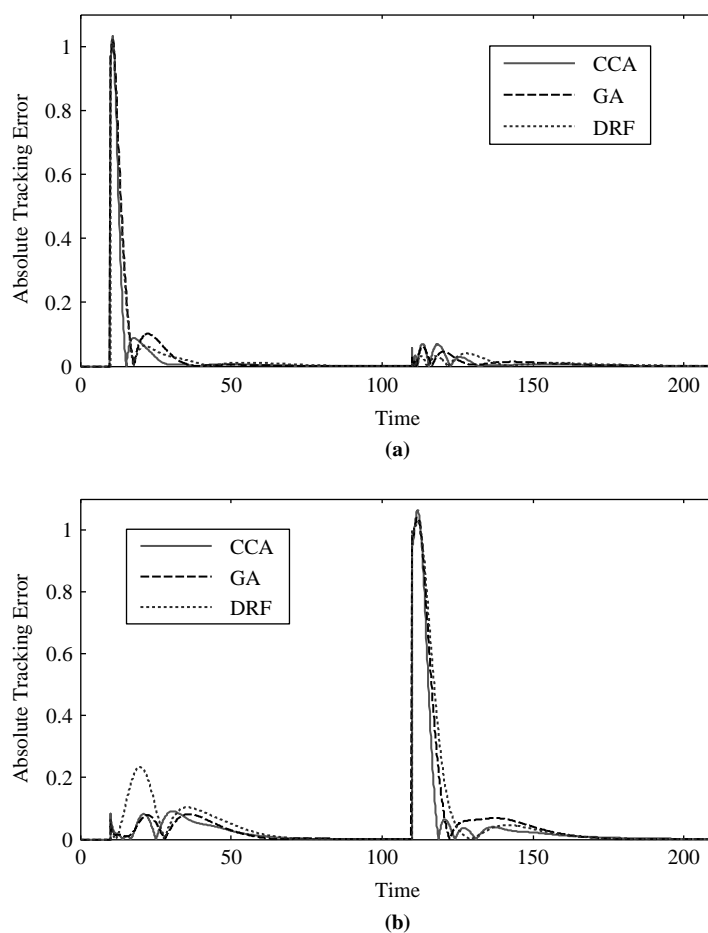 1
0.8
0.6
0.4
0.2
0
Absolute Tracking Error
CCA
GA
DRF
0 50 100 150 200
Time
(a)
1
0.8
0.6
0.4
0.2
0
Absolute Tracking Error
CCA
GA
DRF
0 50 100 150 200
Time
(b)